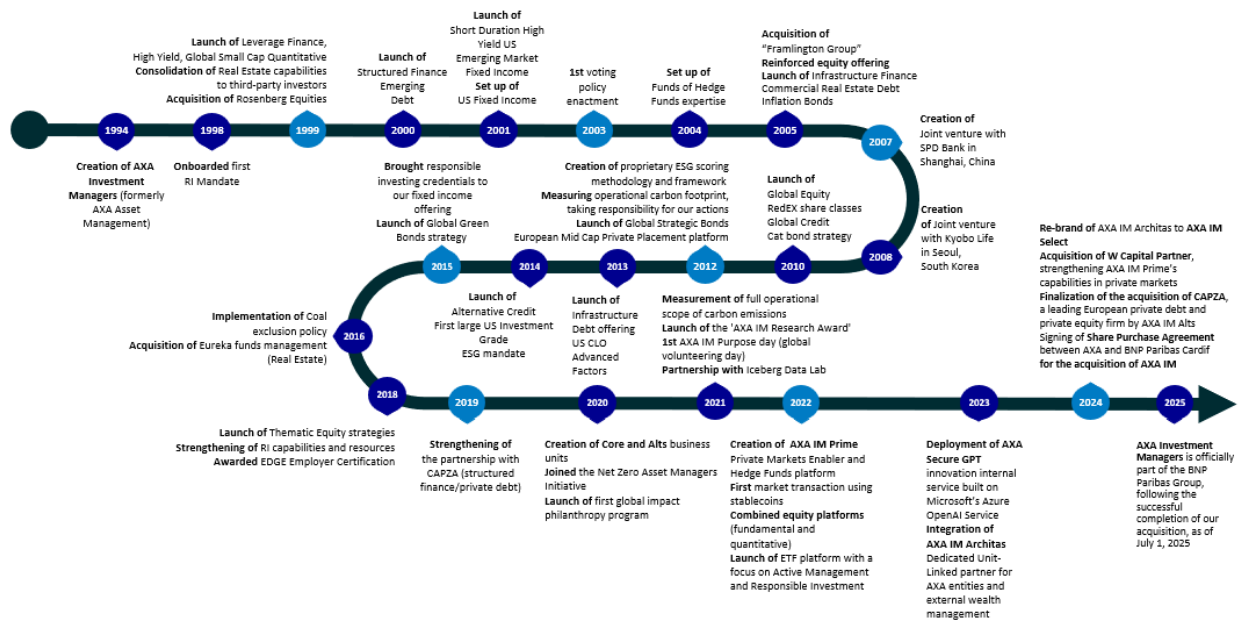 Launch of Leverage Finance,
High Yield, Global Small Cap Quantitative
Consolidation of Real Estate capabilities
to third-party investors
Acquisition of Rosenberg Equities
Launch of
Structured Finance
Emerging
Debt
Launch of
Short Duration High
Yield US
Emerging Market
Fixed Income
Set up of
US Fixed Income
1st voting
policy
enactment
Set up of
Funds of Hedge
Funds expertise
Acquisition of
“Framlington Group”
Reinforced equity offering
Launch of Infrastructure Finance
Commercial Real Estate Debt
Inflation Bonds
1994
1998
1999
2000
2001
2003
2004
2005
2007
Creation of
Joint venture with
SPD Bank in
Shanghai, China
Creation of AXA
Investment
Managers (formerly
AXA Asset
Management)
Onboarded first
RI Mandate
Brought responsible
investing credentials to
our fixed income
offering
Launch of Global Green
Bonds strategy
Creation of proprietary ESG scoring
methodology and framework
Measuring operational carbon footprint,
taking responsibility for our actions
Launch of Global Strategic Bonds
European Mid Cap Private Placement platform
Launch of
Global Equity
RedEX share classes
Global Credit
Cat bond strategy
Creation
of Joint venture
with Kyobo Life
in Seoul,
South Korea
2015
2014
2013
2012
2010
2008
Re-brand of AXA IM Architas to AXA IM
Select
Acquisition of W Capital Partner,
strengthening AXA IM Prime's
capabilities in private markets
Finalization of the acquisition of CAPZA,
a leading European private debt and
private equity firm by AXA IM Alts
Signing of Share Purchase Agreement
between AXA and BNP Paribas Cardif
for the acquisition of AXA IM
Implementation of Coal
exclusion policy
Acquisition of Eureka funds management
(Real Estate)
2016
Launch of
Alternative Credit
First large US Investment
Grade
ESG mandate
Launch of
Infrastructure
Debt offering
US CLO
Advanced
Factors
Measurement of full operational
scope of carbon emissions
Launch of the 'AXA IM Research Award'
1st AXA IM Purpose day (global
volunteering day)
Partnership with Iceberg Data Lab
2018
2019
2020
2021
2022
2023
2024
2025
Launch of Thematic Equity strategies
Strengthening of RI capabilities and resources
Awarded EDGE Employer Certification
Strengthening of
the partnership with
CAPZA (structured
finance/private debt)
Creation of Core and Alts business
units
Joined the Net Zero Asset Managers
Initiative
Launch of first global impact
philanthropy program
Creation of AXA IM Prime
Private Markets Enabler and
Hedge Funds platform
First market transaction using
stablecoins
Combined equity platforms
(fundamental and
quantitative)
Launch of ETF platform with a
focus on Active Management
and Responsible Investment
Deployment of AXA
Secure GPT
innovation internal
service built on
Microsoft's Azure
OpenAI Service
Integration of
AXA IM Architas
Dedicated Unit-
Linked partner for
AXA entities and
external wealth
management
AXA Investment
Managers is officially
part of the BNP
Paribas Group,
following the
successful
completion of our
acquisition, as of
July 1, 2025